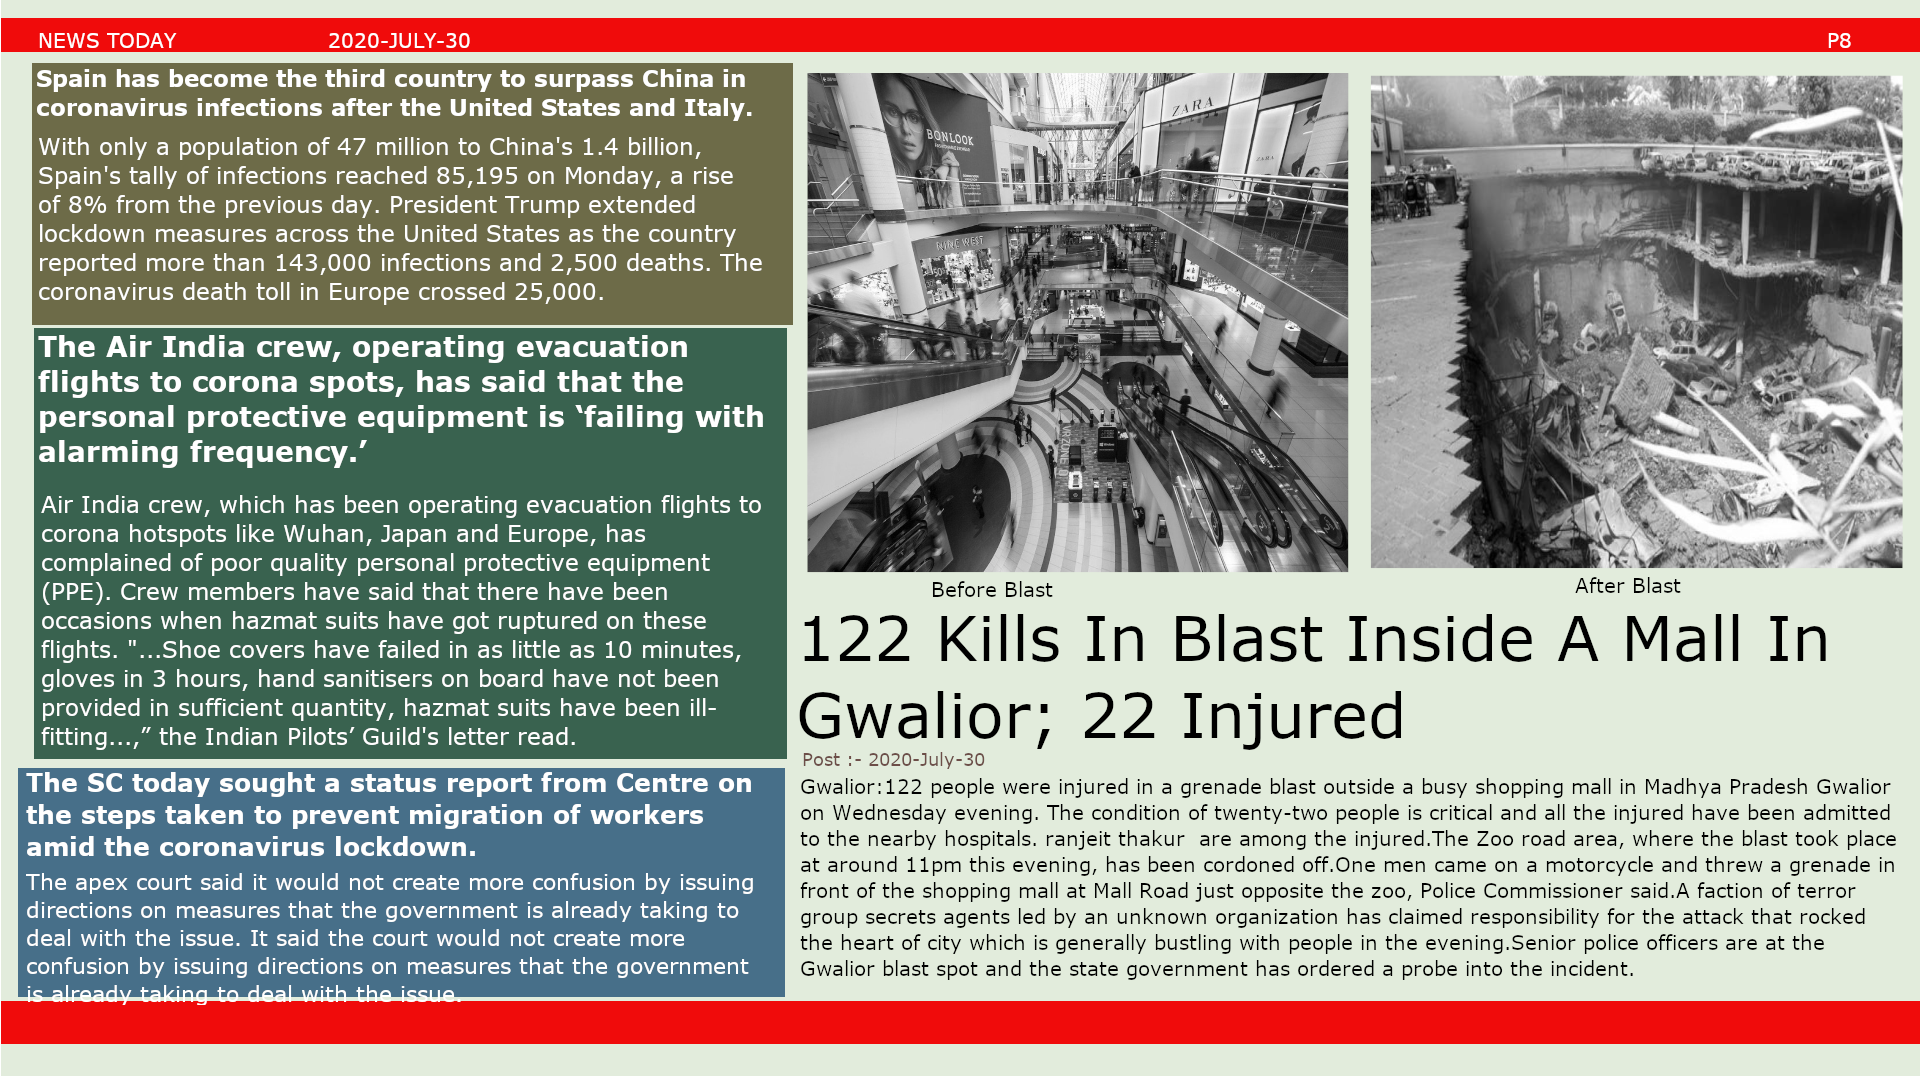 NEWS TODAY 2020-JULY-30 P8
Spain has become the third country to surpass China in
coronavirus infections after the United States and Italy.
With only a population of 47 million to China's 1.4 billion,
Spain's tally of infections reached 85,195 on Monday, a rise
of 8% from the previous day. President Trump extended
lockdown measures across the United States as the country
reported more than 143,000 infections and 2,500 deaths. The
coronavirus death toll in Europe crossed 25,000.
The Air India crew, operating evacuation
flights to corona spots, has said that the
personal protective equipment is ‘failing with
alarming frequency.’
Air India crew, which has been operating evacuation flights to
corona hotspots like Wuhan, Japan and Europe, has
complained of poor quality personal protective equipment
(PPE). Crew members have said that there have been
occasions when hazmat suits have got ruptured on these
flights. "...Shoe covers have failed in as little as 10 minutes,
gloves in 3 hours, hand sanitisers on board have not been
provided in sufficient quantity, hazmat suits have been ill-
fitting...,” the Indian Pilots’ Guild's letter read.
The SC today sought a status report from Centre on
the steps taken to prevent migration of workers
amid the coronavirus lockdown.
The apex court said it would not create more confusion by issuing
directions on measures that the government is already taking to
deal with the issue. It said the court would not create more
confusion by issuing directions on measures that the government
is already taking to deal with the issue.
BONLOOK
ZARA
ZARA
NINE WEST
Before Blast
After Blast
122 Kills In Blast Inside A Mall In
Gwalior; 22 Injured
Post :- 2020-July-30
Gwalior:122 people were injured in a grenade blast outside a busy shopping mall in Madhya Pradesh Gwalior
on Wednesday evening. The condition of twenty-two people is critical and all the injured have been admitted
to the nearby hospitals. ranjeit thakur  are among the injured.The Zoo road area, where the blast took place
at around 11pm this evening, has been cordoned off.One men came on a motorcycle and threw a grenade in
front of the shopping mall at Mall Road just opposite the zoo, Police Commissioner said.A faction of terror
group secrets agents led by an unknown organization has claimed responsibility for the attack that rocked
the heart of city which is generally bustling with people in the evening.Senior police officers are at the
Gwalior blast spot and the state government has ordered a probe into the incident.